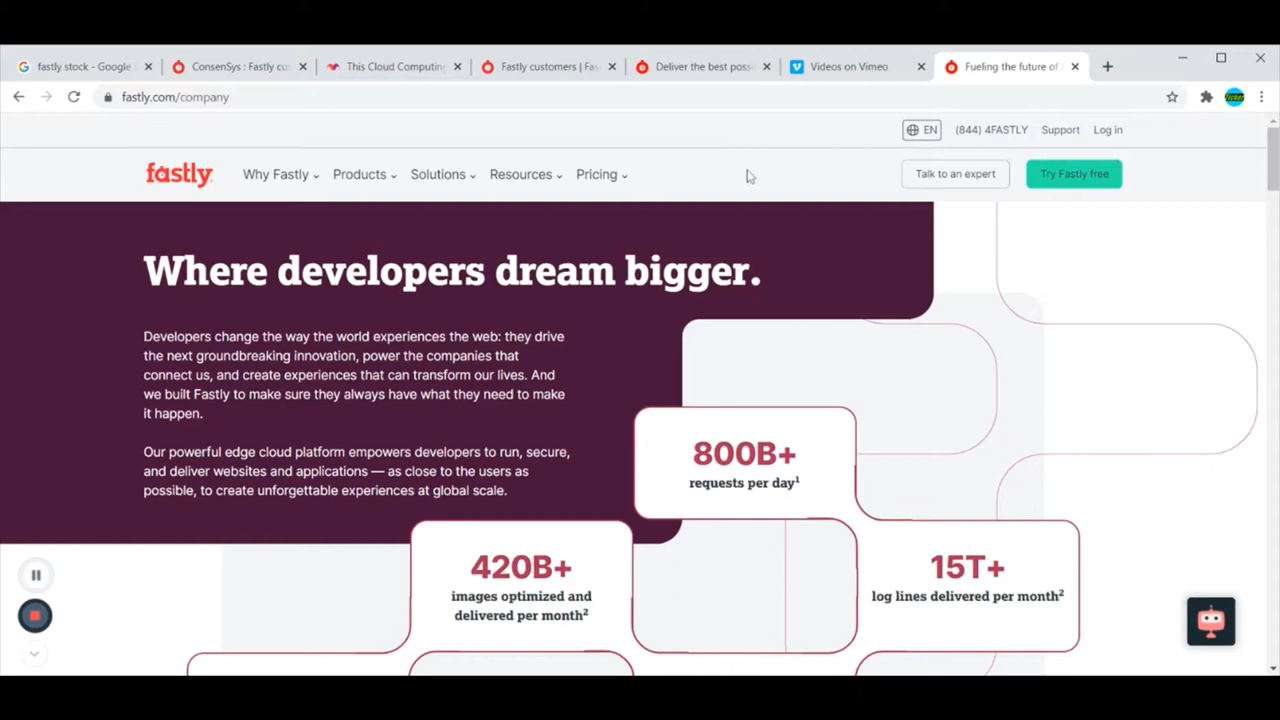 fastly stock - Google
ConsenSys : Fastly cu
This Cloud Computing
Fastly customers | Fas
Deliver the best poss
Videos on Vimeo
Fueling the future of
fastly.com/company
EN
(844) 4FASTLY
Support
Log in
fastly
Why Fastly
Products
Solutions
Resources
Pricing
Talk to an expert
Try Fastly free
Where developers dream bigger.
Developers change the way the world experiences the web: they drive
the next groundbreaking innovation, power the companies that
connect us, and create experiences that can transform our lives. And
we built Fastly to make sure they always have what they need to make
it happen.
Our powerful edge cloud platform empowers developers to run, secure,
and deliver websites and applications — as close to the users as
possible, to create unforgettable experiences at global scale.
800B+
requests per day¹
420B+
images optimized and
delivered per month²
15T+
log lines delivered per month²